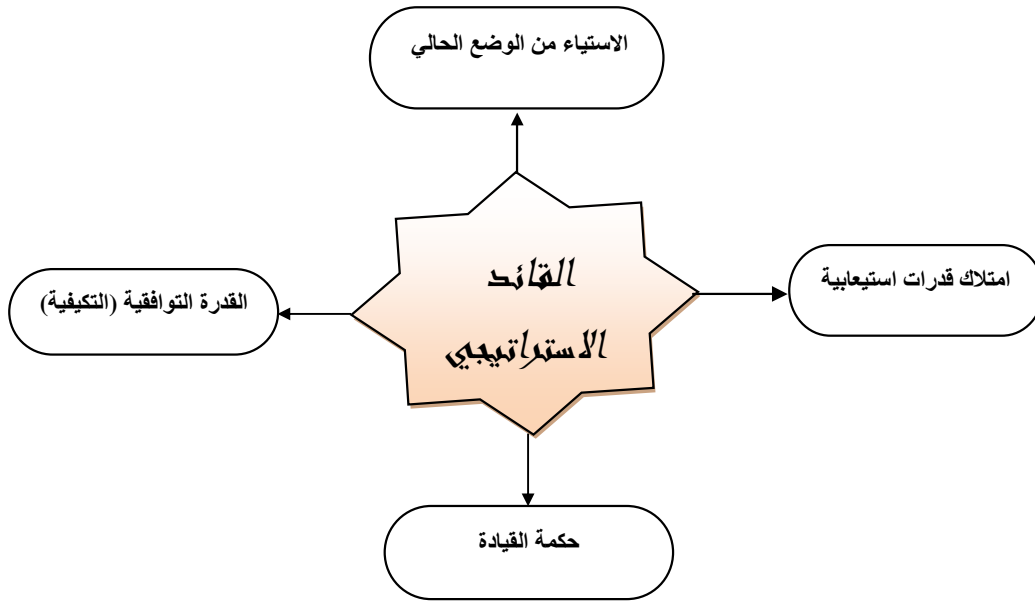 الاستياء من الوضع الحالي
القائد
الاستراتيجي
امتلاك قدرات استيعابية
القدرة التوافقية (التكيفية)
حكمة القيادة